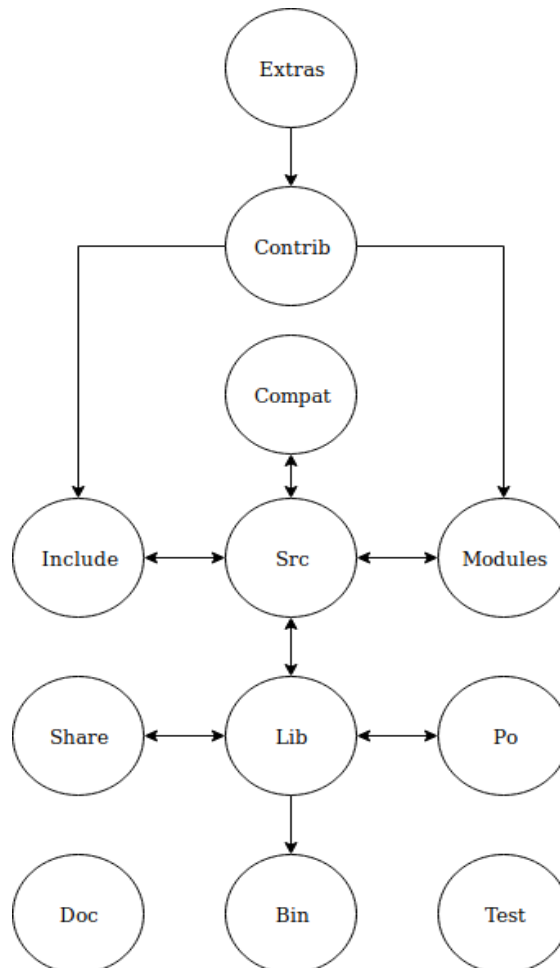 Extras
Contrib
Compat
Include
Src
Modules
Share
Lib
Po
Doc
Bin
Test